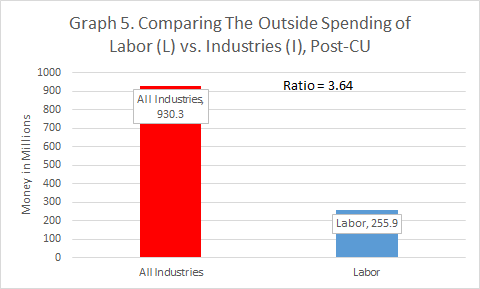 Graph 5. Comparing The Outside Spending of
Labor (L) vs. Industries (I), Post-CU
Ratio = 3.64
Money in Millions
1000
900
800
700
600
500
400
300
200
100
0
All Industries,
930.3
Labor, 255.9
All Industries
Labor